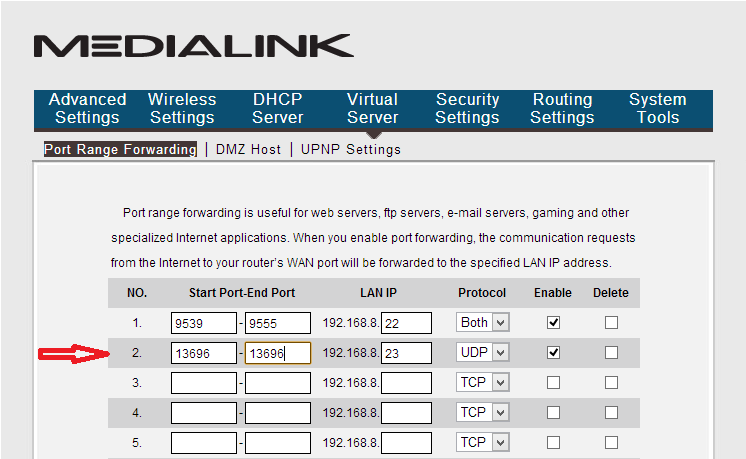 MEDIALINK
Advanced Settings Wireless Settings DHCP Server Virtual Server Security Settings Routing Settings System Tools
Port Range Forwarding | DMZ Host | UPNP Settings
Port range forwarding is useful for web servers, ftp servers, e-mail servers, gaming and other
specialized Internet applications. When you enable port forwarding, the communication requests
from the Internet to your router's WAN port will be forwarded to the specified LAN IP address.
NO. Start Port-End Port LAN IP Protocol Enable Delete
1. 9539 - 9555 192.168.8. 22 Both
2. 13696 - 13696 192.168.8. 23 UDP
3. - 192.168.8. TCP
4. - 192.168.8. TCP
5. - 192.168.8. TCP